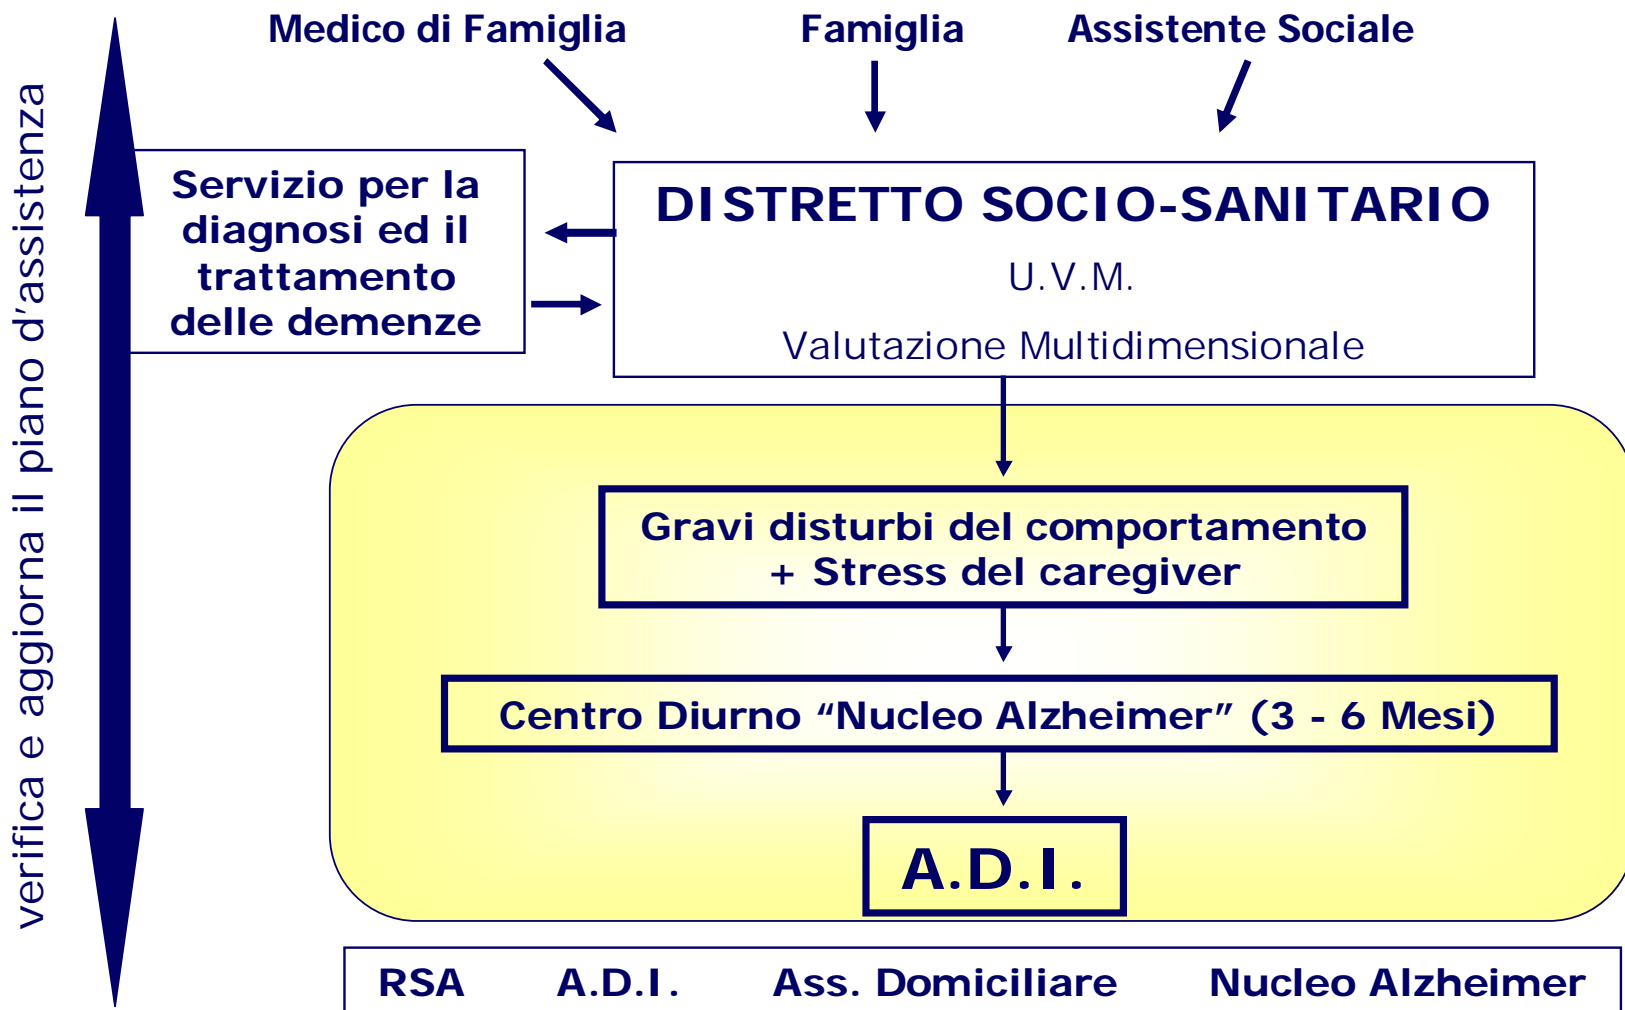 Medico di Famiglia Famiglia Assistente Sociale
verifica e aggiorna il piano d'assistenza
Servizio per la
diagnosi ed il
trattamento
delle demenze
DISTRETTO SOCIO-SANITARIO
U.V.M.
Valutazione Multidimensionale
Gravi disturbi del comportamento
+ Stress del caregiver
Centro Diurno “Nucleo Alzheimer” (3 - 6 Mesi)
A.D.I.
RSA A.D.I. Ass. Domiciliare Nucleo Alzheimer